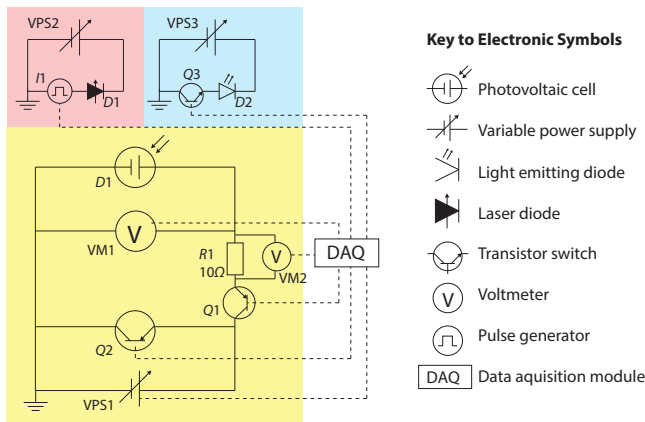 VPS2
I1
D1
VPS3
Q3
D2
D1
V
VM1
R1
10Ω
V
VM2
DAQ
Q1
Q2
VPS1
Key to Electronic Symbols
Photovoltaic cell
Variable power supply
Light emitting diode
Laser diode
Transistor switch
V Voltmeter
Pulse generator
DAQ Data aquisition module